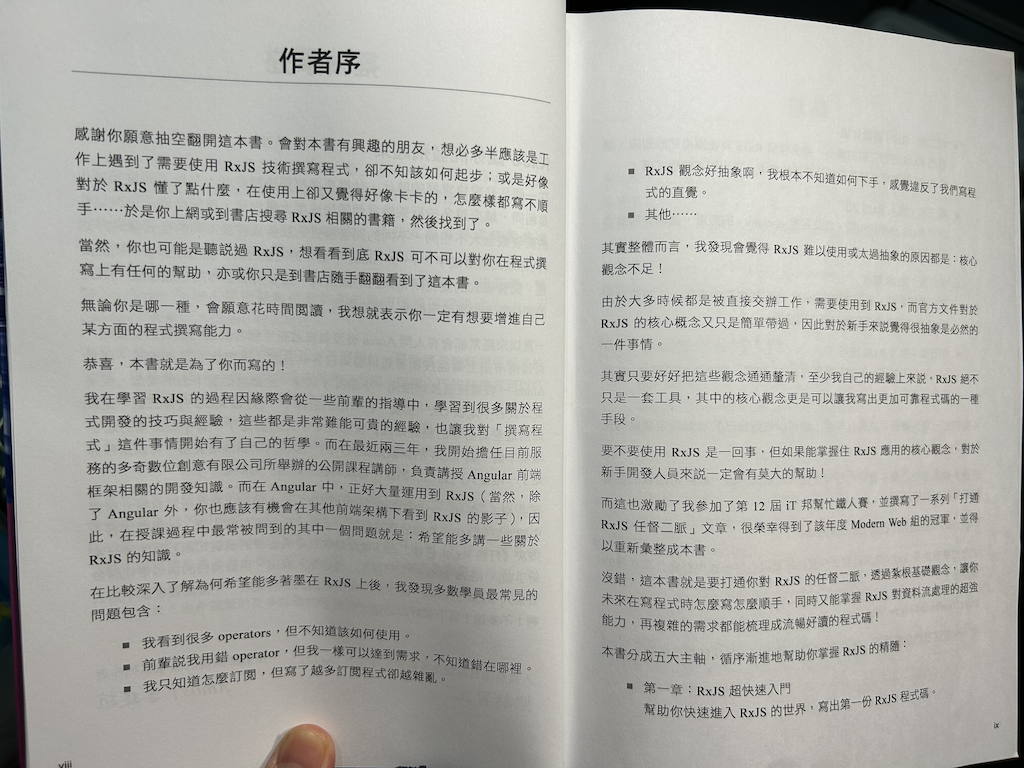 作者序
感謝你願意抽空翻開這本書。會對本書有興趣的朋友，想必多半應該是工
作上遇到了需要使用 RxJS 技術撰寫程式，卻不知該如何起步；或是好像
對於 RxJS 懂了點什麼，在使用上卻又覺得好像卡卡的，怎麼樣都寫不順
手……於是你上網或到書店搜尋 RxJS 相關的書籍，然後找到了。
當然，你也可能是聽說過 RxJS，想看看到底 RxJS 可不可以對你在程式撰
寫上有任何的幫助，亦或你只是到書店隨手翻翻看到了這本書。
無論你是哪一種，會願意花時間閱讀，我想就表示你一定有想要增進自己
某方面的程式撰寫能力。
恭喜，本書就是為了你而寫的！
我在學習 RxJS 的過程因緣際會從一些前輩的指導中，學習到很多關於程
式開發的技巧與經驗，這些都是非常難能可貴的經驗，也讓我對「撰寫程
式」這件事情開始有了自己的哲學。而在最近兩三年，我開始擔任目前服
務的多奇數位創意有限公司所舉辦的公開課程講師，負責講授 Angular 前端
框架相關的開發知識。而在 Angular 中，正好大量運用到 RxJS（當然，除
了 Angular 外，你也應該有機會在其他前端架構下看到 RxJS 的影子），因
此，在授課過程中最常被問到的其中一個問題就是：希望能多講一些關於
RxJS 的知識。
在比較深入了解為何希望能多著墨在 RxJS 上後，我發現多數學員最常見的
問題包含：
■ 我看到很多 operators，但不知道該如何使用。
■ 前輩說我用錯 operator，但我一樣可以達到需求，不知道錯在哪裡。
■ 我只知道怎麼訂閱，但寫了越多訂閱程式卻越雜亂。
viii
■ RxJS 觀念好抽象啊，我根本不知道如何下手，感覺違反了我們寫程
式的直覺。
■ 其他……
其實整體而言，我發現會覺得 RxJS 難以使用或太過抽象的原因都是：核心
觀念不足！
由於大多時候都是被直接交辦工作，需要使用到 RxJS，而官方文件對於
RxJS 的核心概念又只是簡單帶過，因此對於新手來說覺得很抽象是必然的
一件事情。
其實只要好好把這些觀念通通釐清，至少我自己的經驗上來說，RxJS 絕不
只是一套工具，其中的核心觀念更是可以讓我寫出更加可靠程式碼的一種
手段。
要不要使用 RxJS 是一回事，但如果能掌握住 RxJS 應用的核心觀念，對於
新手開發人員來說一定會有莫大的幫助！
而這也激勵了我參加了第 12 屆 iT 邦幫忙鐵人賽，並撰寫了一系列「打通
RxJS 任督二脈」文章，很榮幸得到了該年度 Modern Web 組的冠軍，並得
以重新彙整成本書。
沒錯，這本書就是要打通你對 RxJS 的任督二脈，透過紮根基礎觀念，讓你
未來在寫程式時怎麼寫怎麼順手，同時又能掌握 RxJS 對資料流處理的超強
能力，再複雜的需求都能梳理成流暢好讀的程式碼！
本書分成五大主軸，循序漸進地幫助你掌握 RxJS 的精隨：
■ 第一章：RxJS 超快速入門
幫助你快速進入 RxJS 的世界，寫出第一份 RxJS 程式碼。
ix